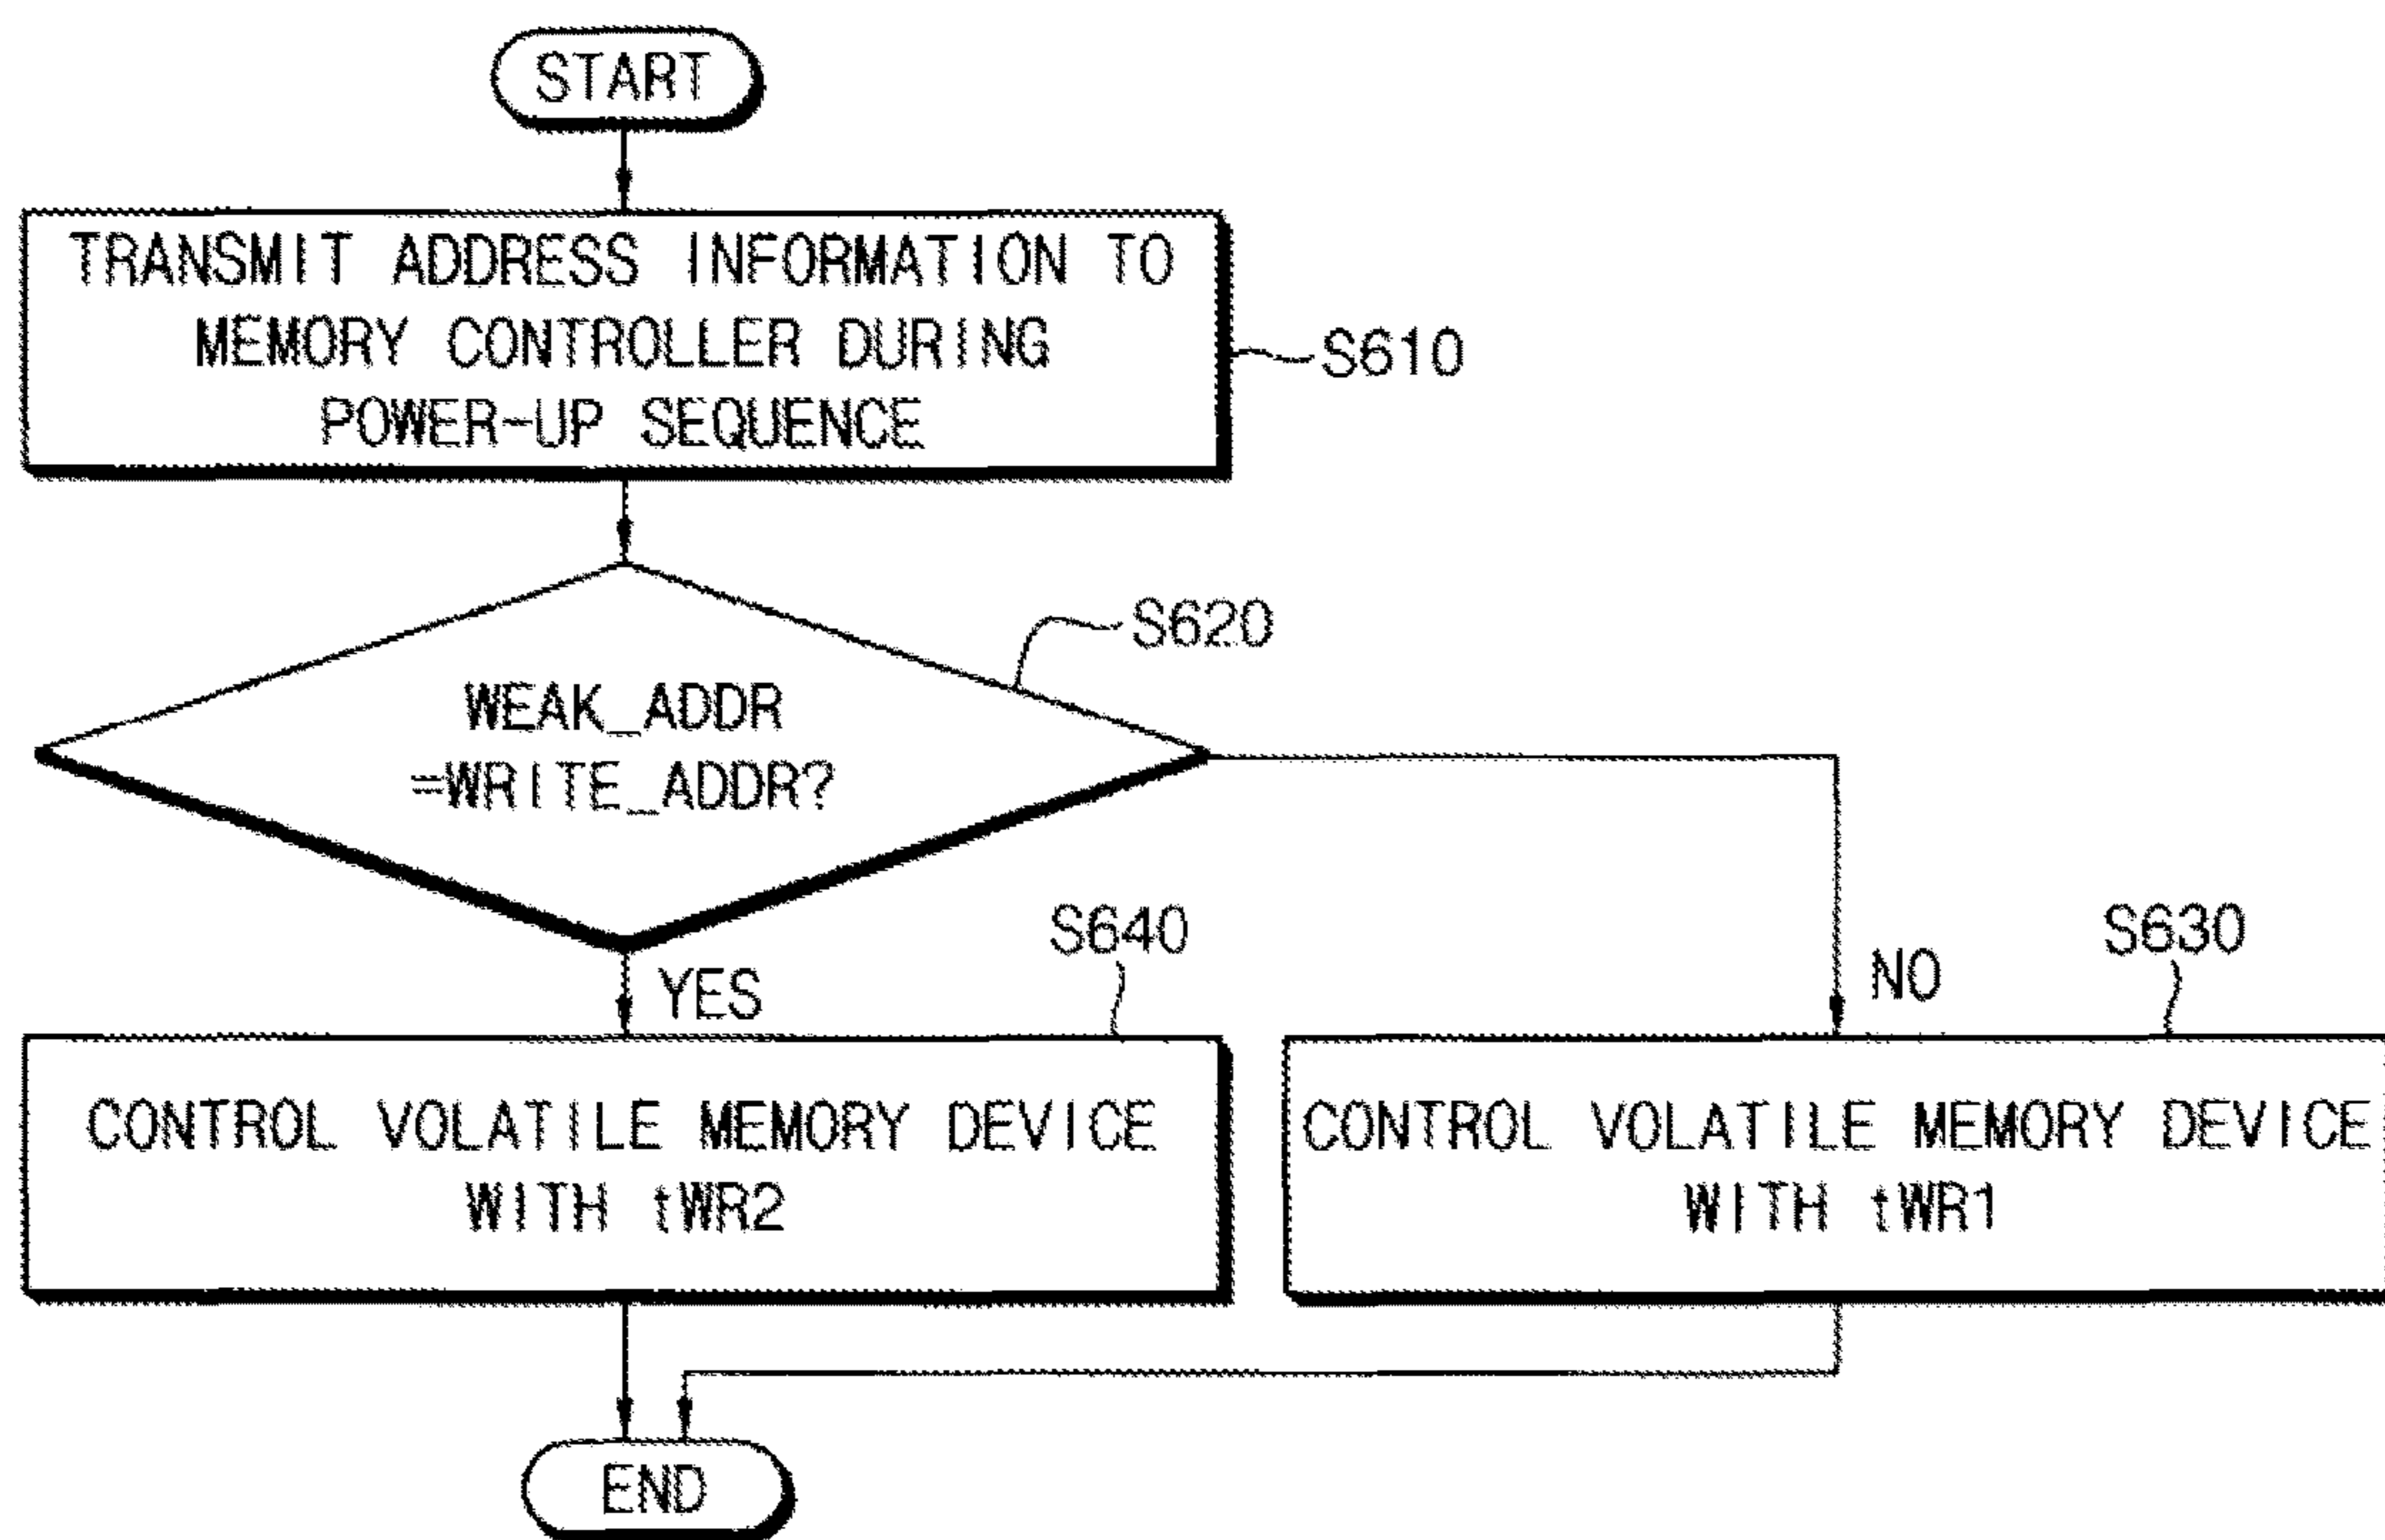 START
TRANSMIT ADDRESS INFORMATION TO
MEMORY CONTROLLER DURING
POWER-UP SEQUENCE
S610
S620
WEAK_ADDR
=WRITE_ADDR?
YES
S640
NO
S630
CONTROL VOLATILE MEMORY DEVICE
WITH tWR2
CONTROL VOLATILE MEMORY DEVICE
WITH tWR1
END